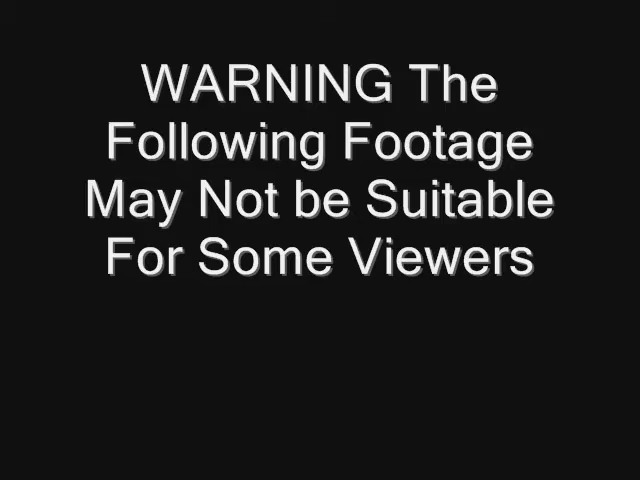 WARNING The
Following Footage
May Not be Suitable
For Some Viewers